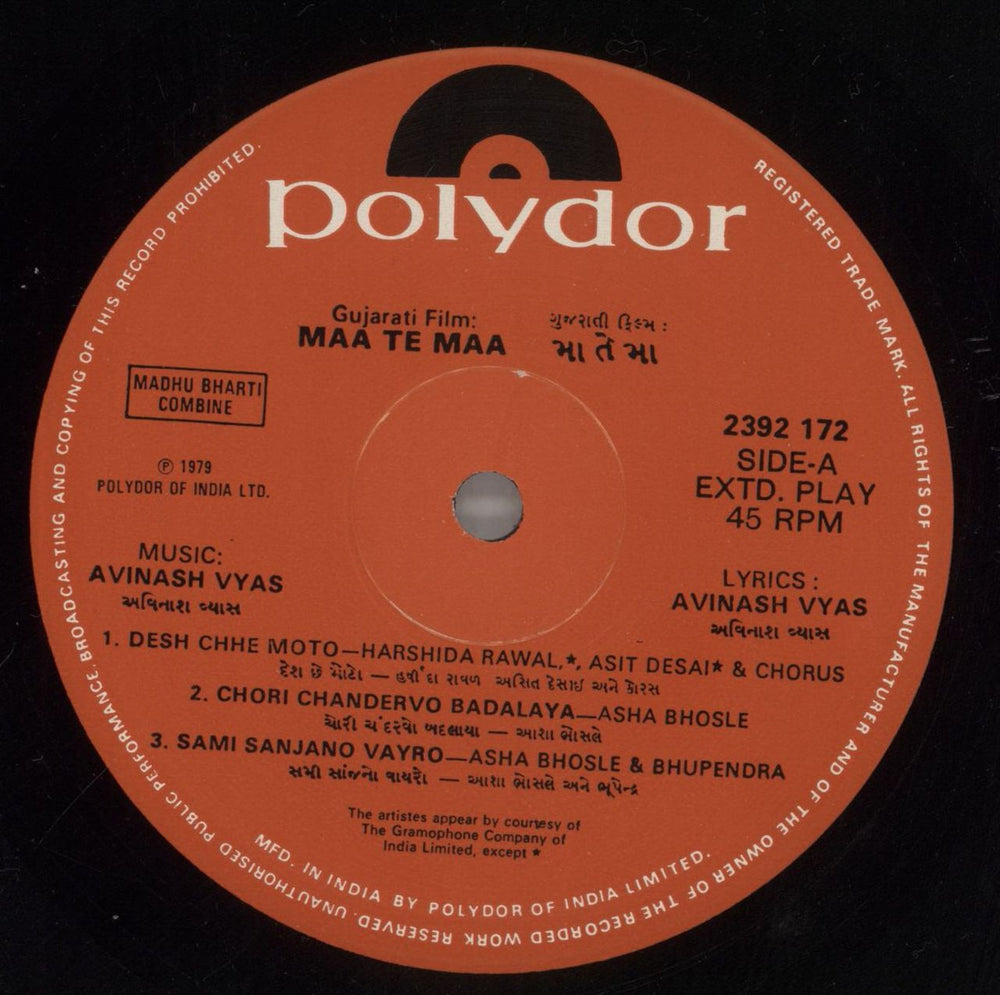 polydor
Gujarati Film:
MAA TE MAA
ગુજરાતી ફિલ્મ :
મા તે મા
MADHU BHARTI
COMBINE
℗ 1979
POLYDOR OF INDIA LTD.
2392 172
SIDE-A
EXTD. PLAY
45 RPM
MUSIC:
AVINASH VYAS
અવિનાશ વ્યાસ
LYRICS :
AVINASH VYAS
અવિનાશ વ્યાસ
1. DESH CHHE MOTO—HARSHIDA RAWAL,★, ASIT DESAI★ & CHORUS
દેશ છે મોટો — હર્ષીદા રાવળ અસિત દેસાઈ અને કોરસ
2. CHORI CHANDERVO BADALAYA—ASHA BHOSLE
ચોરી ચંદરવો બદલાયા — આશા ભોસલે
3. SAMI SANJANO VAYRO—ASHA BHOSLE & BHUPENDRA
સમી સાંજનો વાયરો — આશા ભોસલે અને ભૂપેન્દ્ર
The artistes appear by courtesy of
The Gramophone Company of
India Limited, except ★
MFD. IN INDIA BY POLYDOR OF INDIA LIMITED.
REGISTERED TRADE MARK. ALL RIGHTS OF THE MANUFACTURER AND OF THE OWNER OF THE RECORDED WORK RESERVED. UNAUTHORISED PUBLIC PERFORMANCE. BROADCASTING AND COPYING OF THIS RECORD PROHIBITED.